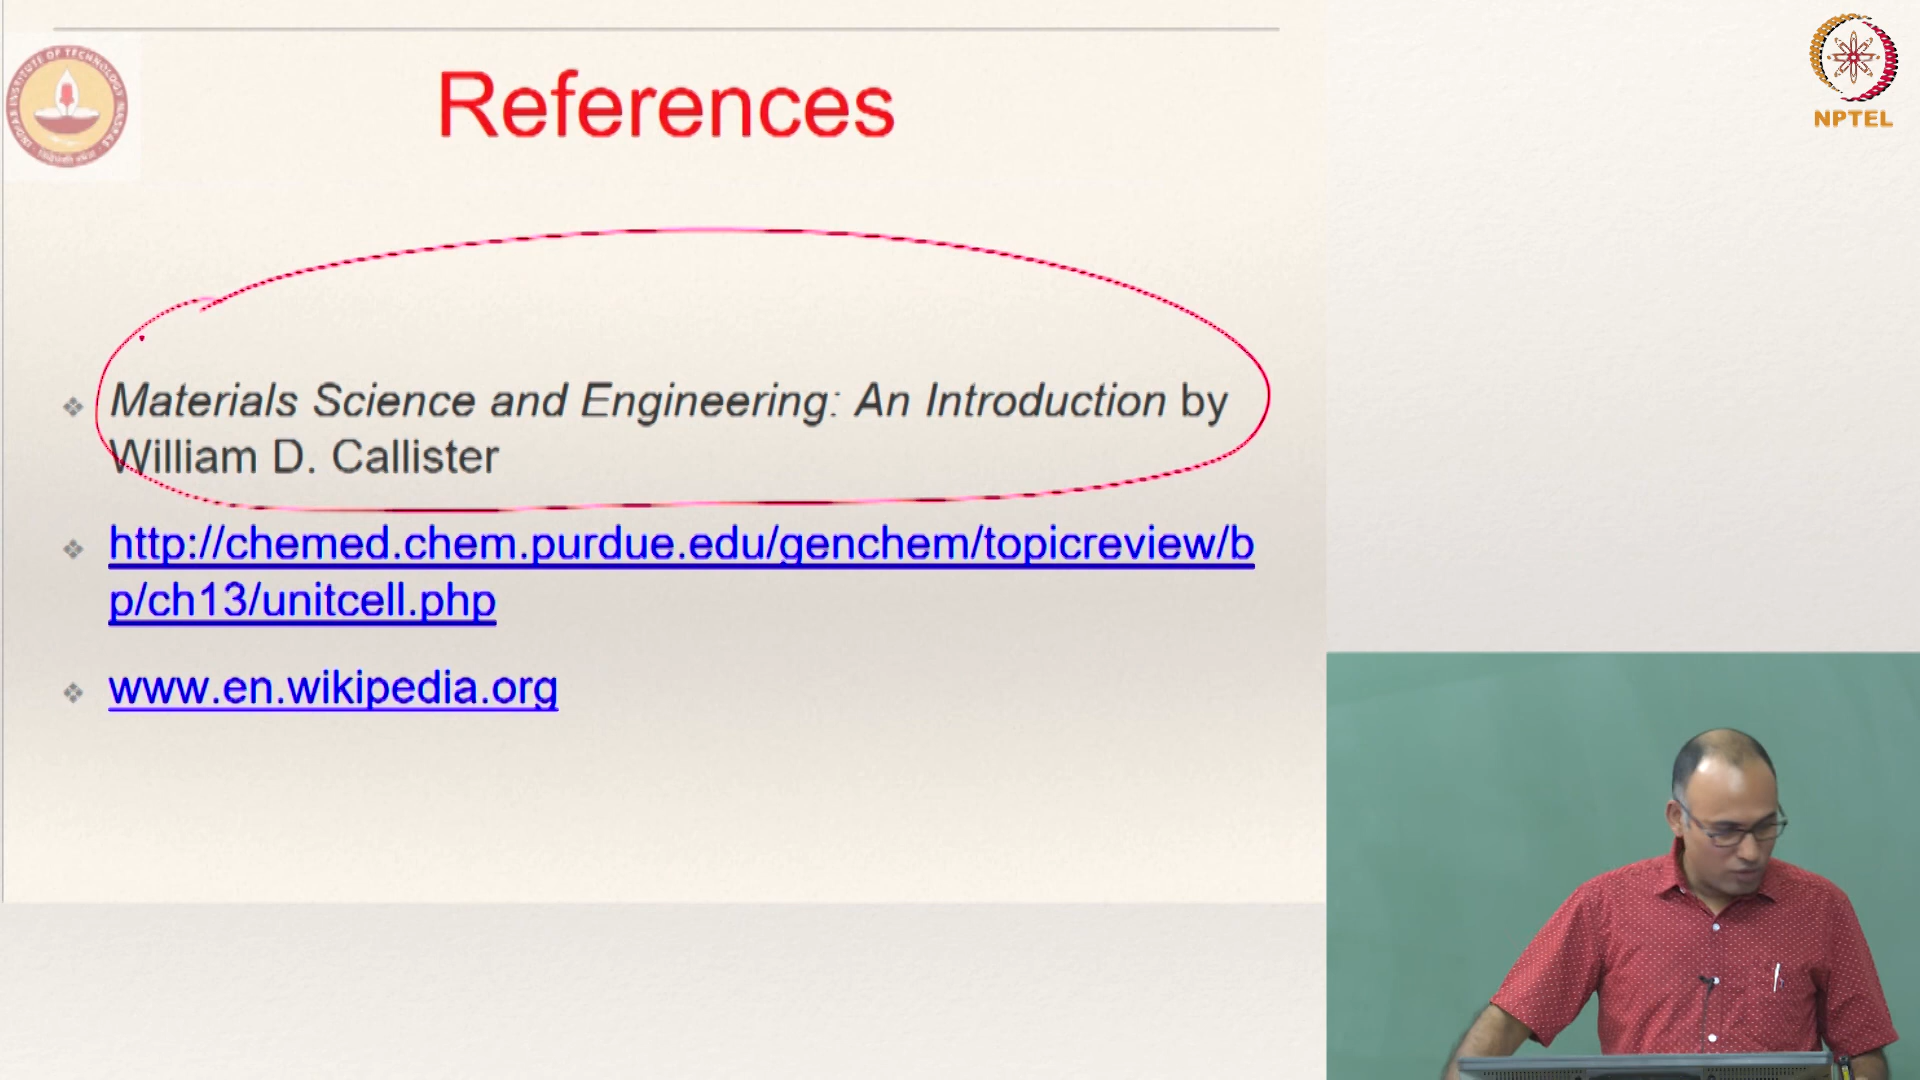 References
Materials Science and Engineering: An Introduction by
William D. Callister
http://chemed.chem.purdue.edu/genchem/topicreview/b
p/ch13/unitcell.php
www.en.wikipedia.org
NPTEL